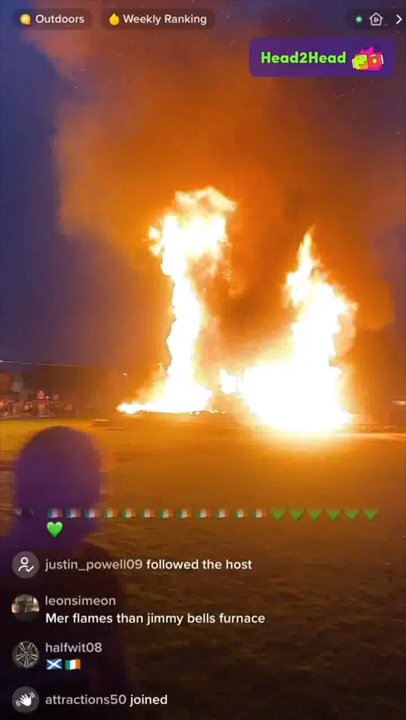 Outdoors
Weekly Ranking
Head2Head
🇮🇪🇮🇪🇮🇪🇮🇪🇮🇪🇮🇪🇮🇪🇮🇪🇮🇪🇮🇪🇮🇪🇮🇪💚💚💚💚💚💚
💚
justin_powell09 followed the host
leonsimeon
Mer flames than jimmy bells furnace
halfwit08
🏴󠁧󠁢󠁳󠁣󠁴󠁿🇮🇪
attractions50 joined